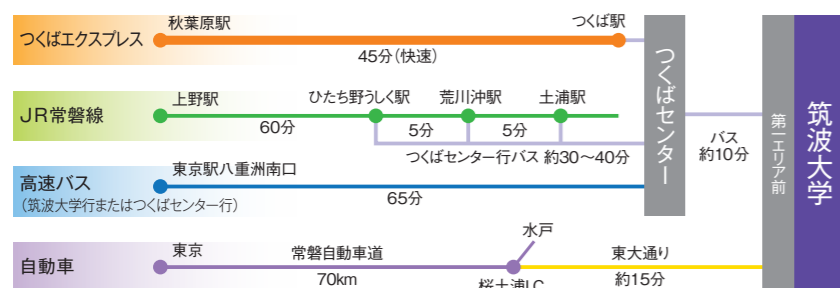 つくばエクスプレス
秋葉原駅
つくば駅
45分(快速)
JR常磐線
上野駅
ひたち野うしく駅
荒川沖駅
土浦駅
60分
5分
5分
つくばセンター行バス 約30〜40分
高速バス
(筑波大学行またはつくばセンター行)
東京駅八重洲南口
65分
つくばセンター
バス
約10分
第一エリア前
筑波大学
自動車
東京
常磐自動車道
70km
水戸
桜土浦I.C.
東大通り
約15分